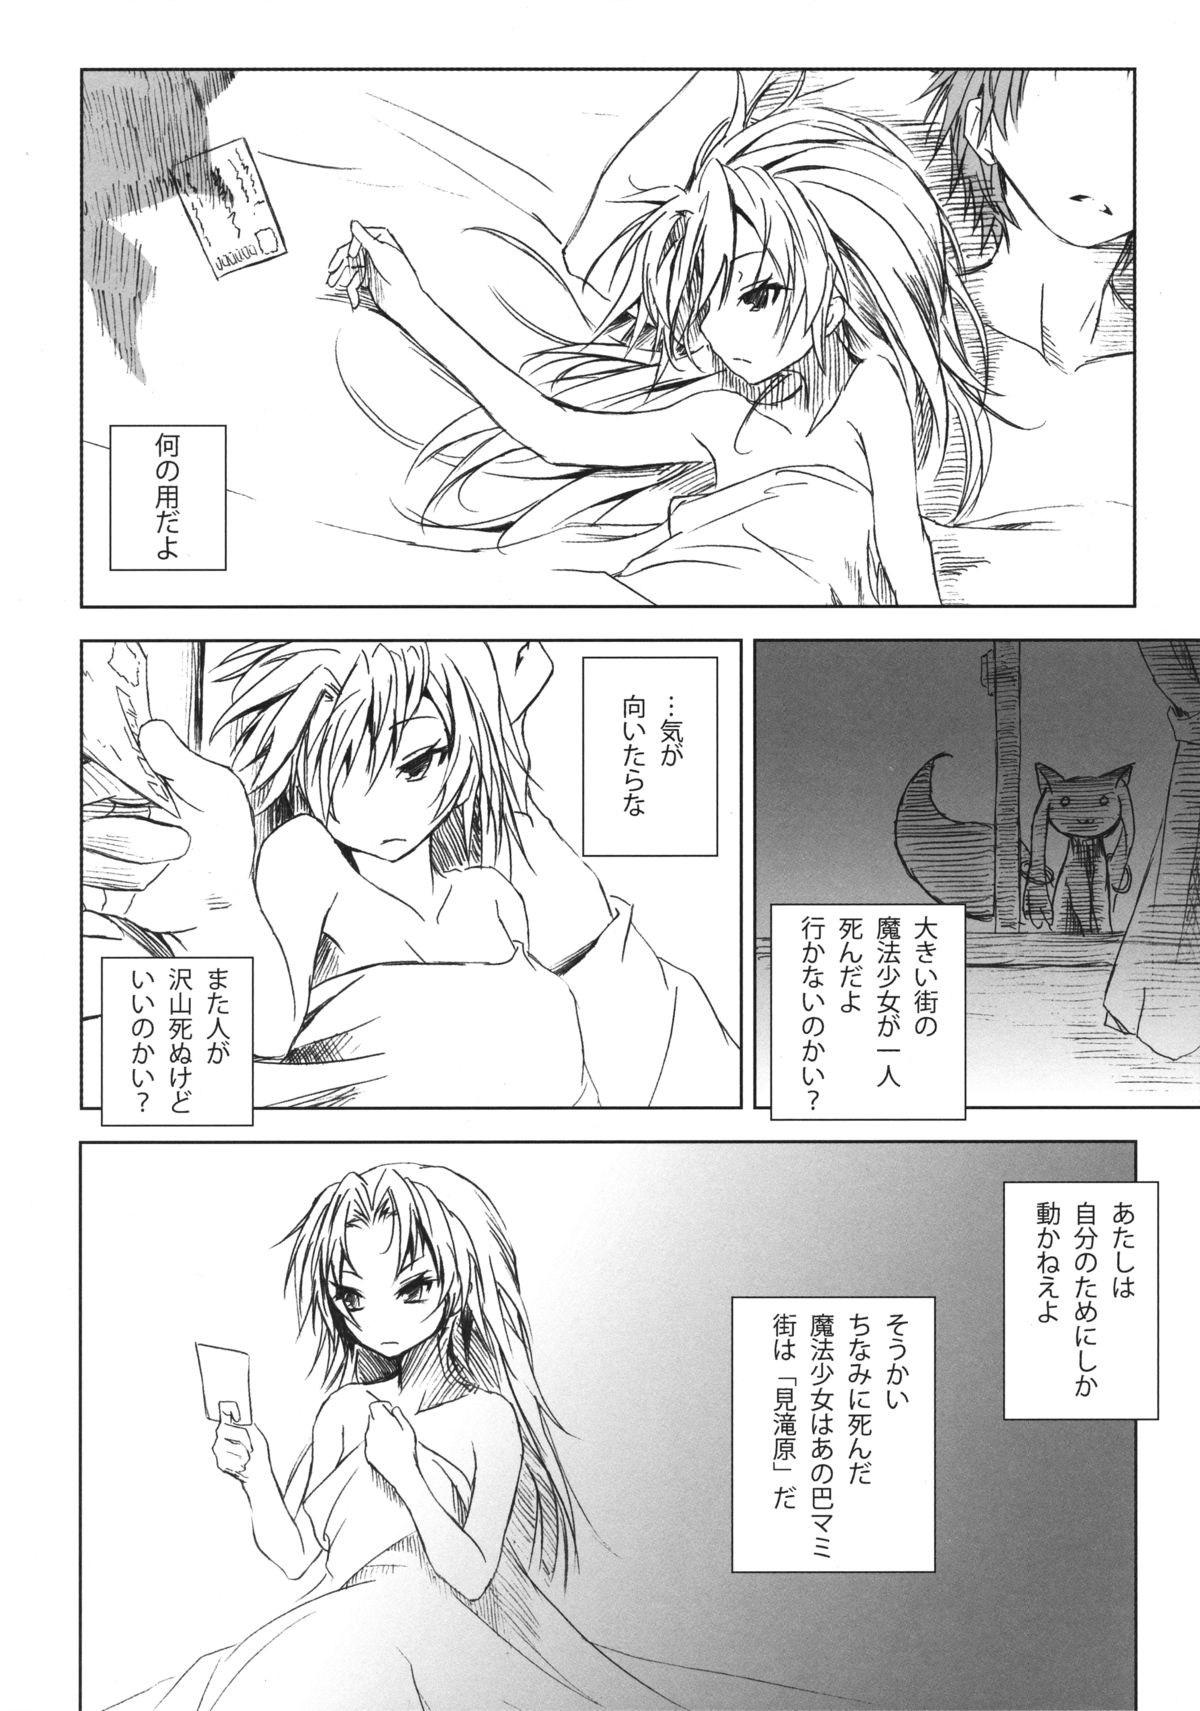 何の用だよ
大きい街の
魔法少女が一人
死んだよ
行かないのかい？
…気が
向いたらな
また人が
沢山死ぬけど
いいのかい？
あたしは
自分のためにしか
動かねえよ
そうかい
ちなみに死んだ
魔法少女はあの巴マミ
街は「見滝原」だ